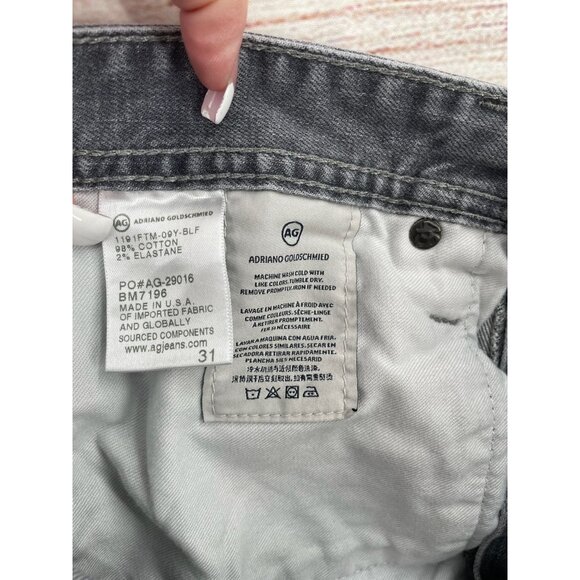 AG ADRIANO GOLDSCHMIED
1191FTM-09Y-BLF
98% COTTON
2% ELASTANE
PO#AG-29016
BM7196
MADE IN U.S.A.
OF IMPORTED FABRIC
AND GLOBALLY
SOURCED COMPONENTS
www.agjeans.com
31
AG
ADRIANO GOLDSCHMIED
MACHINE WASH COLD WITH
LIKE COLORS. TUMBLE DRY.
REMOVE PROMPTLY. IRON IF NEEDED
LAVAGE EN MACHINE À FROID AVEC
COMME COULEURS. SÈCHE-LINGE
À RETIRER PROMPTEMENT.
FER SI NÉCESSAIRE
LAVAR A MAQUINA CON AGUA FRIA.
CON COLORES SIMILARES. SECAR EN
SECADORA RETIRAR RAPIDAMENTE.
PLANCHA SIES NECESARI